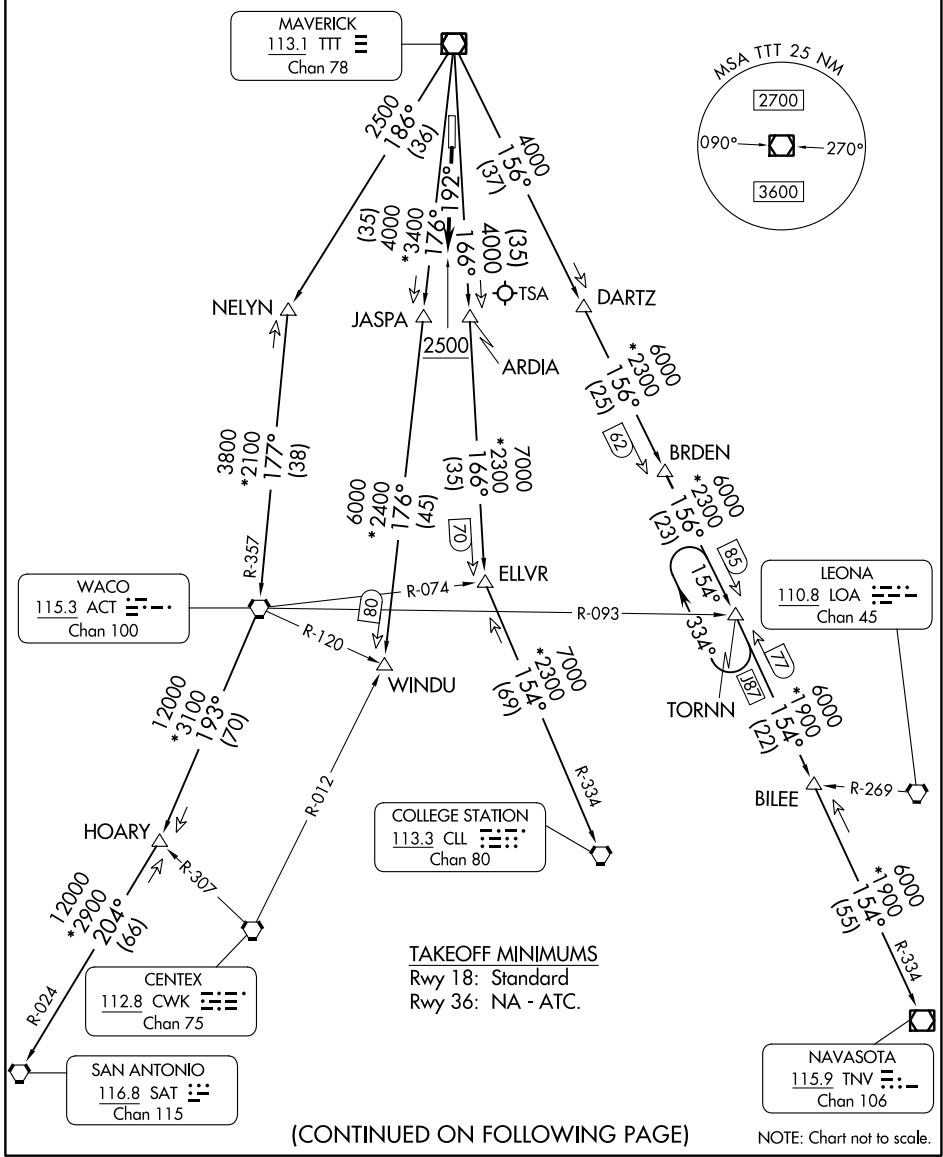 MAVERICK
113.1 TTT
Chan 78
MSA TTT 25 NM
2700
090°
270°
3600
2500
186°
(36)
(35)
4000
*3400
176°
192°
(35)
4000
166°
4000
156°
(37)
TSA
NELYN
JASPA
2500
ARDIA
DARTZ
6000
*2300
156°
(25)
62
BRDEN
3800
*2100
177°
(38)
6000
*2400
176°
(45)
7000
*2300
166°
(35)
70
6000
*2300
156°
(23)
85
R-357
WACO
115.3 ACT
Chan 100
R-074
ELLVR
80
R-093
154°
334°
LEONA
110.8 LOA
Chan 45
R-120
WINDU
TORNN
J87
77
12000
*3100
193°
(70)
7000
*2300
154°
(69)
6000
*1900
154°
(22)
R-012
R-334
BILEE
R-269
HOARY
R-307
COLLEGE STATION
113.3 CLL
Chan 80
12000
*2900
204°
(66)
6000
*1900
154°
(55)
R-334
R-024
CENTEX
112.8 CWK
Chan 75
TAKEOFF MINIMUMS
Rwy 18: Standard
Rwy 36: NA - ATC.
SAN ANTONIO
116.8 SAT
Chan 115
NAVASOTA
115.9 TNV
Chan 106
(CONTINUED ON FOLLOWING PAGE)
NOTE: Chart not to scale.